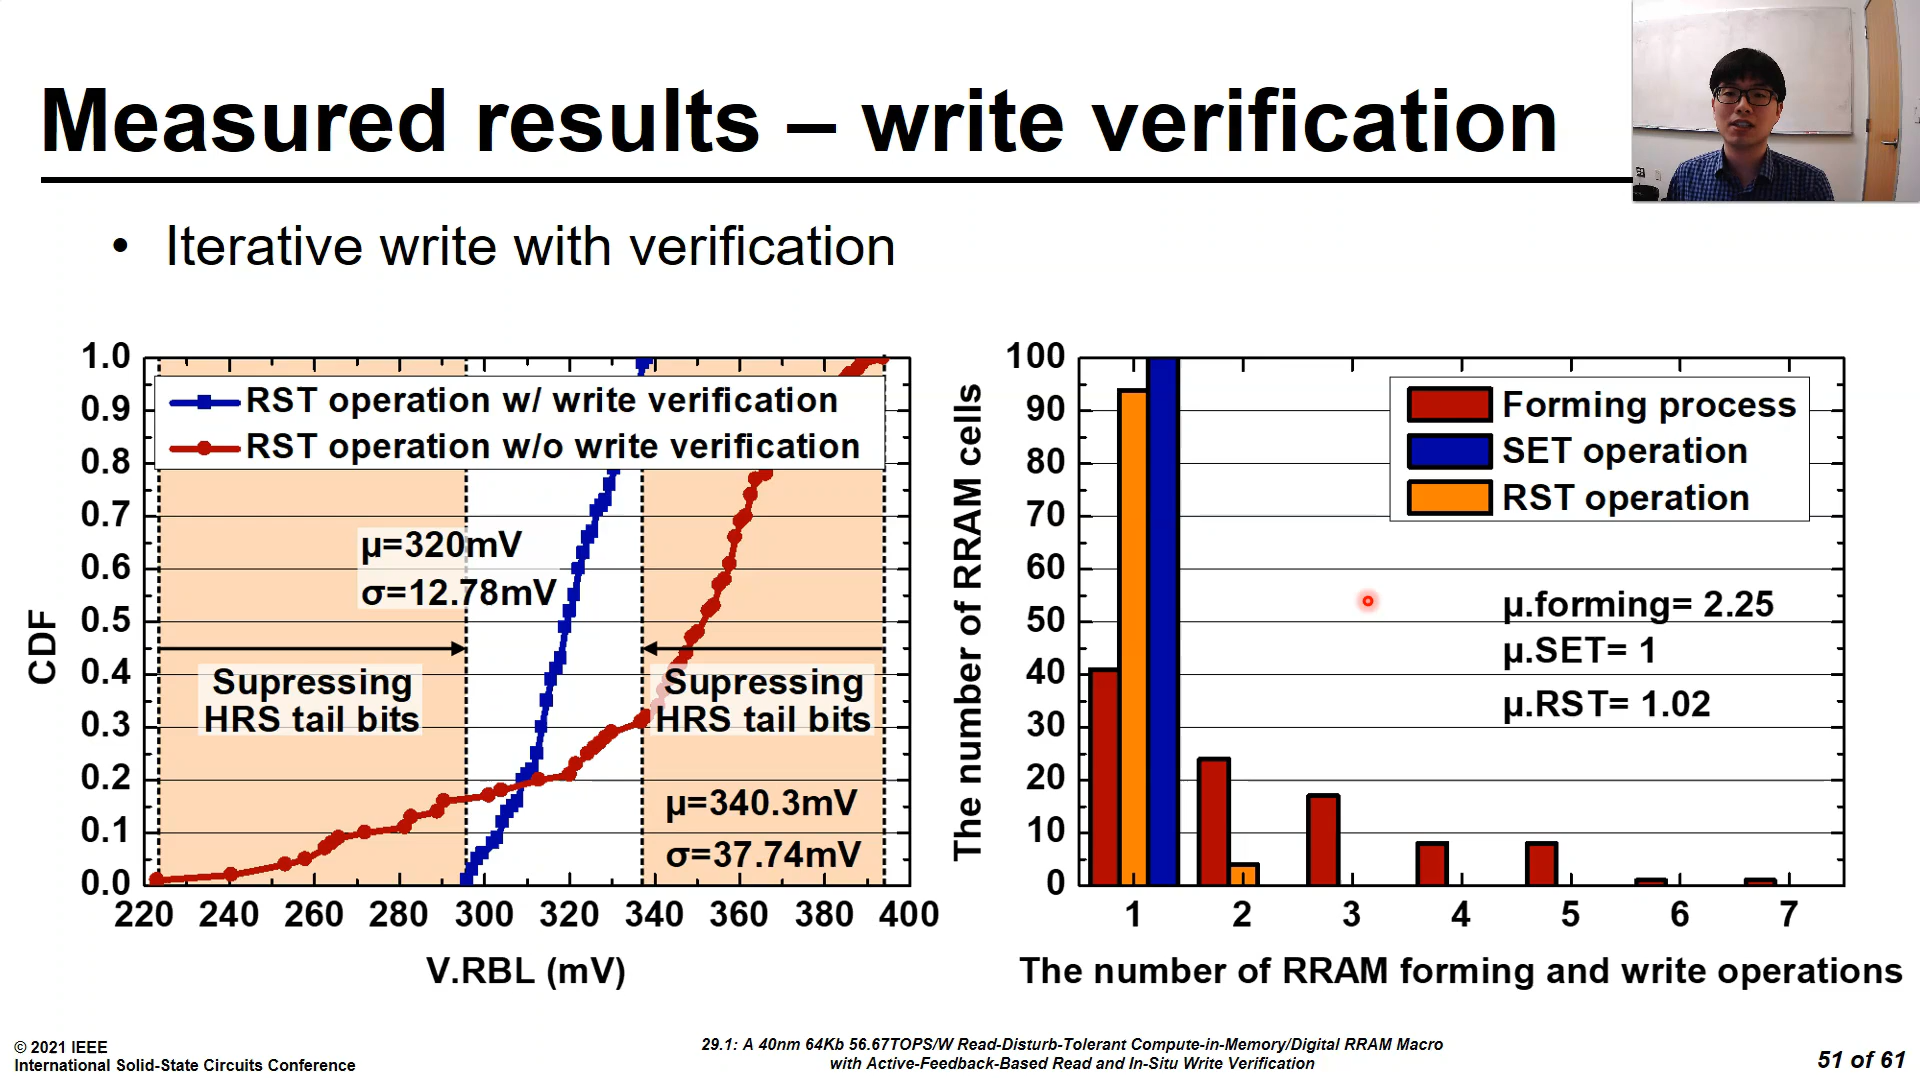 Measured results – write verification
• Iterative write with verification
1.0
0.9
0.8
0.7
0.6
0.5
0.4
0.3
0.2
0.1
0.0
CDF
RST operation w/ write verification
RST operation w/o write verification
µ=320mV
σ=12.78mV
Supressing
HRS tail bits
Supressing
HRS tail bits
µ=340.3mV
σ=37.74mV
220 240 260 280 300 320 340 360 380 400
V.RBL (mV)
100
90
80
70
60
50
40
30
20
10
0
The number of RRAM cells
Forming process
SET operation
RST operation
µ.forming= 2.25
µ.SET= 1
µ.RST= 1.02
1 2 3 4 5 6 7
The number of RRAM forming and write operations
© 2021 IEEE
International Solid-State Circuits Conference
29.1: A 40nm 64Kb 56.67TOPS/W Read-Disturb-Tolerant Compute-in-Memory/Digital RRAM Macro
with Active-Feedback-Based Read and In-Situ Write Verification
51 of 61